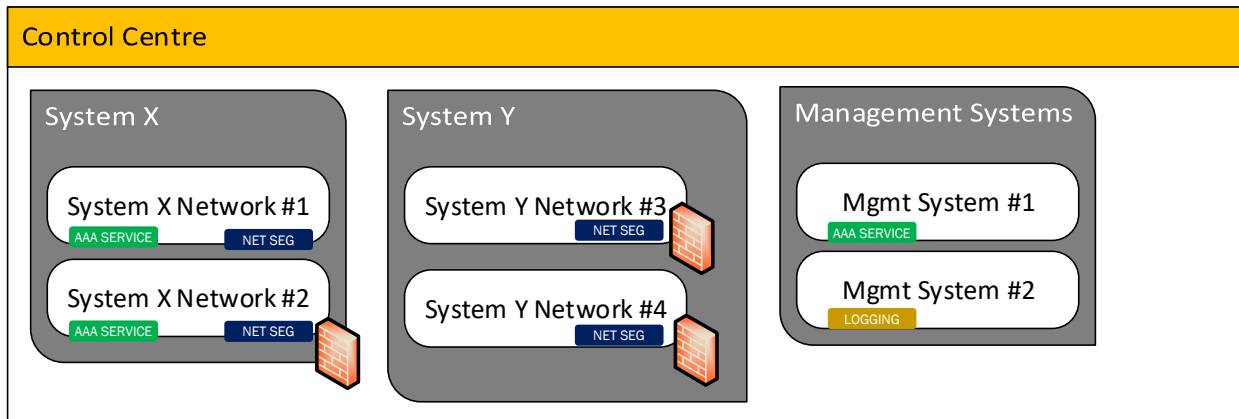 Control Centre
System X
System X Network #1
AAA SERVICE
NET SEG
System X Network #2
AAA SERVICE
NET SEG
System Y
System Y Network #3
NET SEG
System Y Network #4
NET SEG
Management Systems
Mgmt System #1
AAA SERVICE
Mgmt System #2
LOGGING